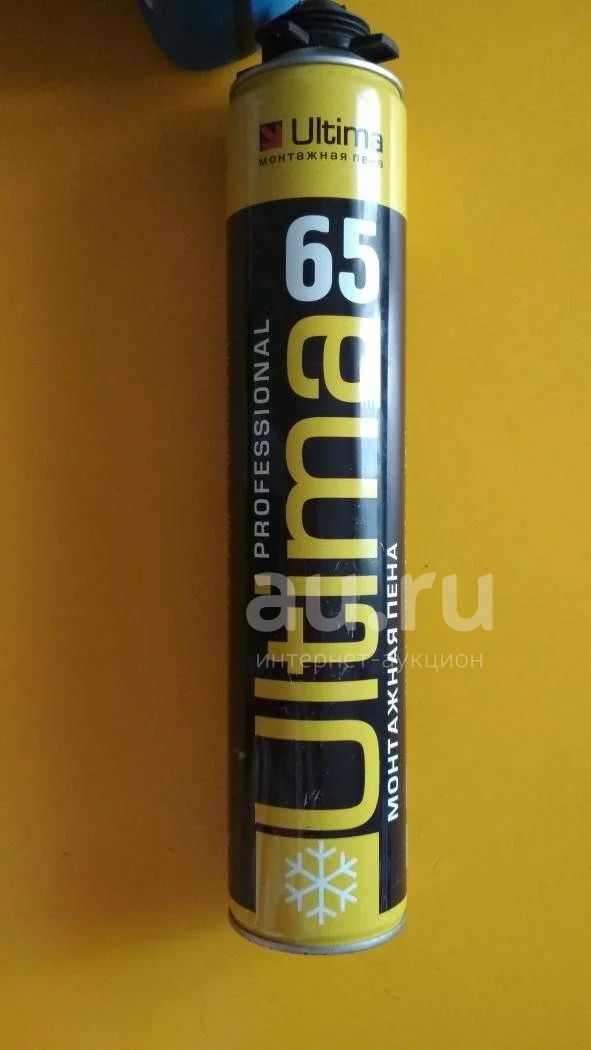 Ultima
монтажная пена
65
PROFESSIONAL
Ultima
МОНТАЖНАЯ ПЕНА
au.ru
интернет-аукцион